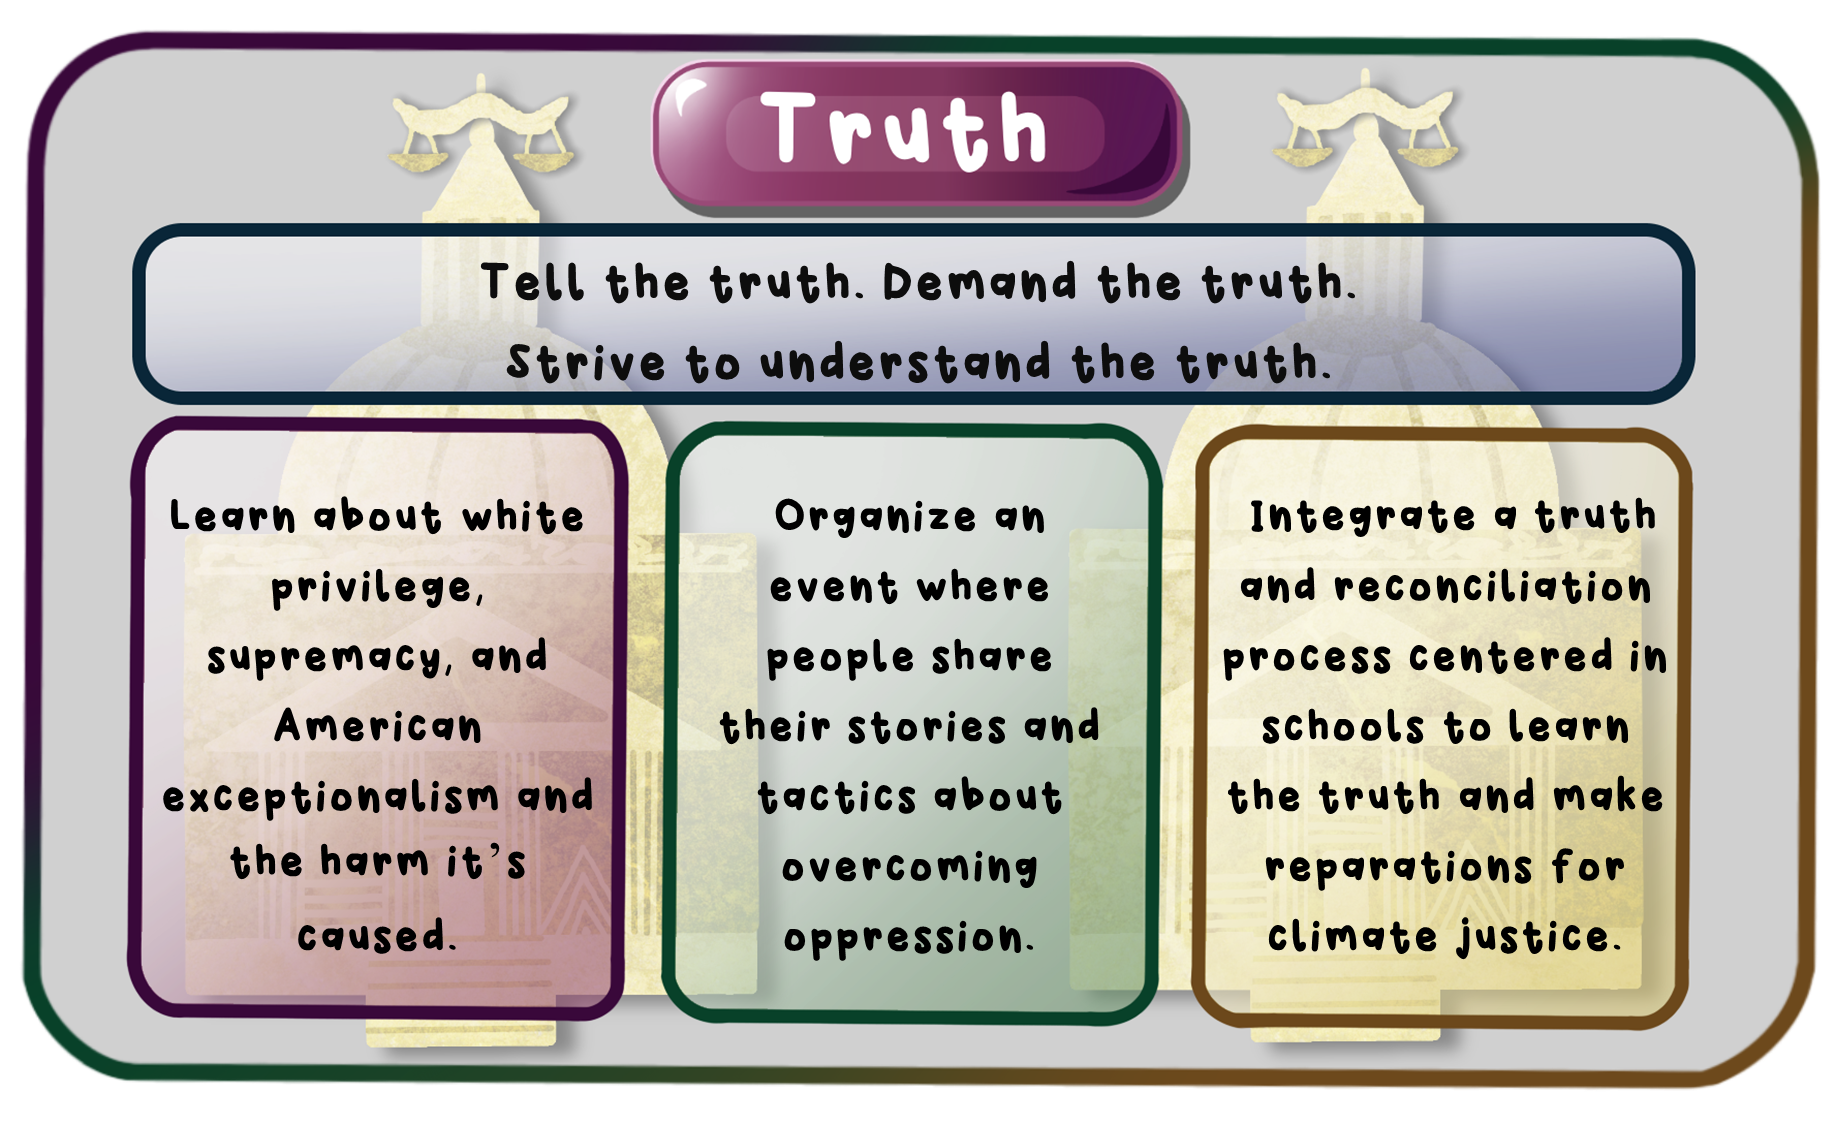 Truth
Tell the truth. Demand the truth.
Strive to understand the truth.
Learn about white
privilege,
supremacy, and
American
exceptionalism and
the harm it’s
caused.
Organize an
event where
people share
their stories and
tactics about
overcoming
oppression.
Integrate a truth
and reconciliation
process centered in
schools to learn
the truth and make
reparations for
climate justice.